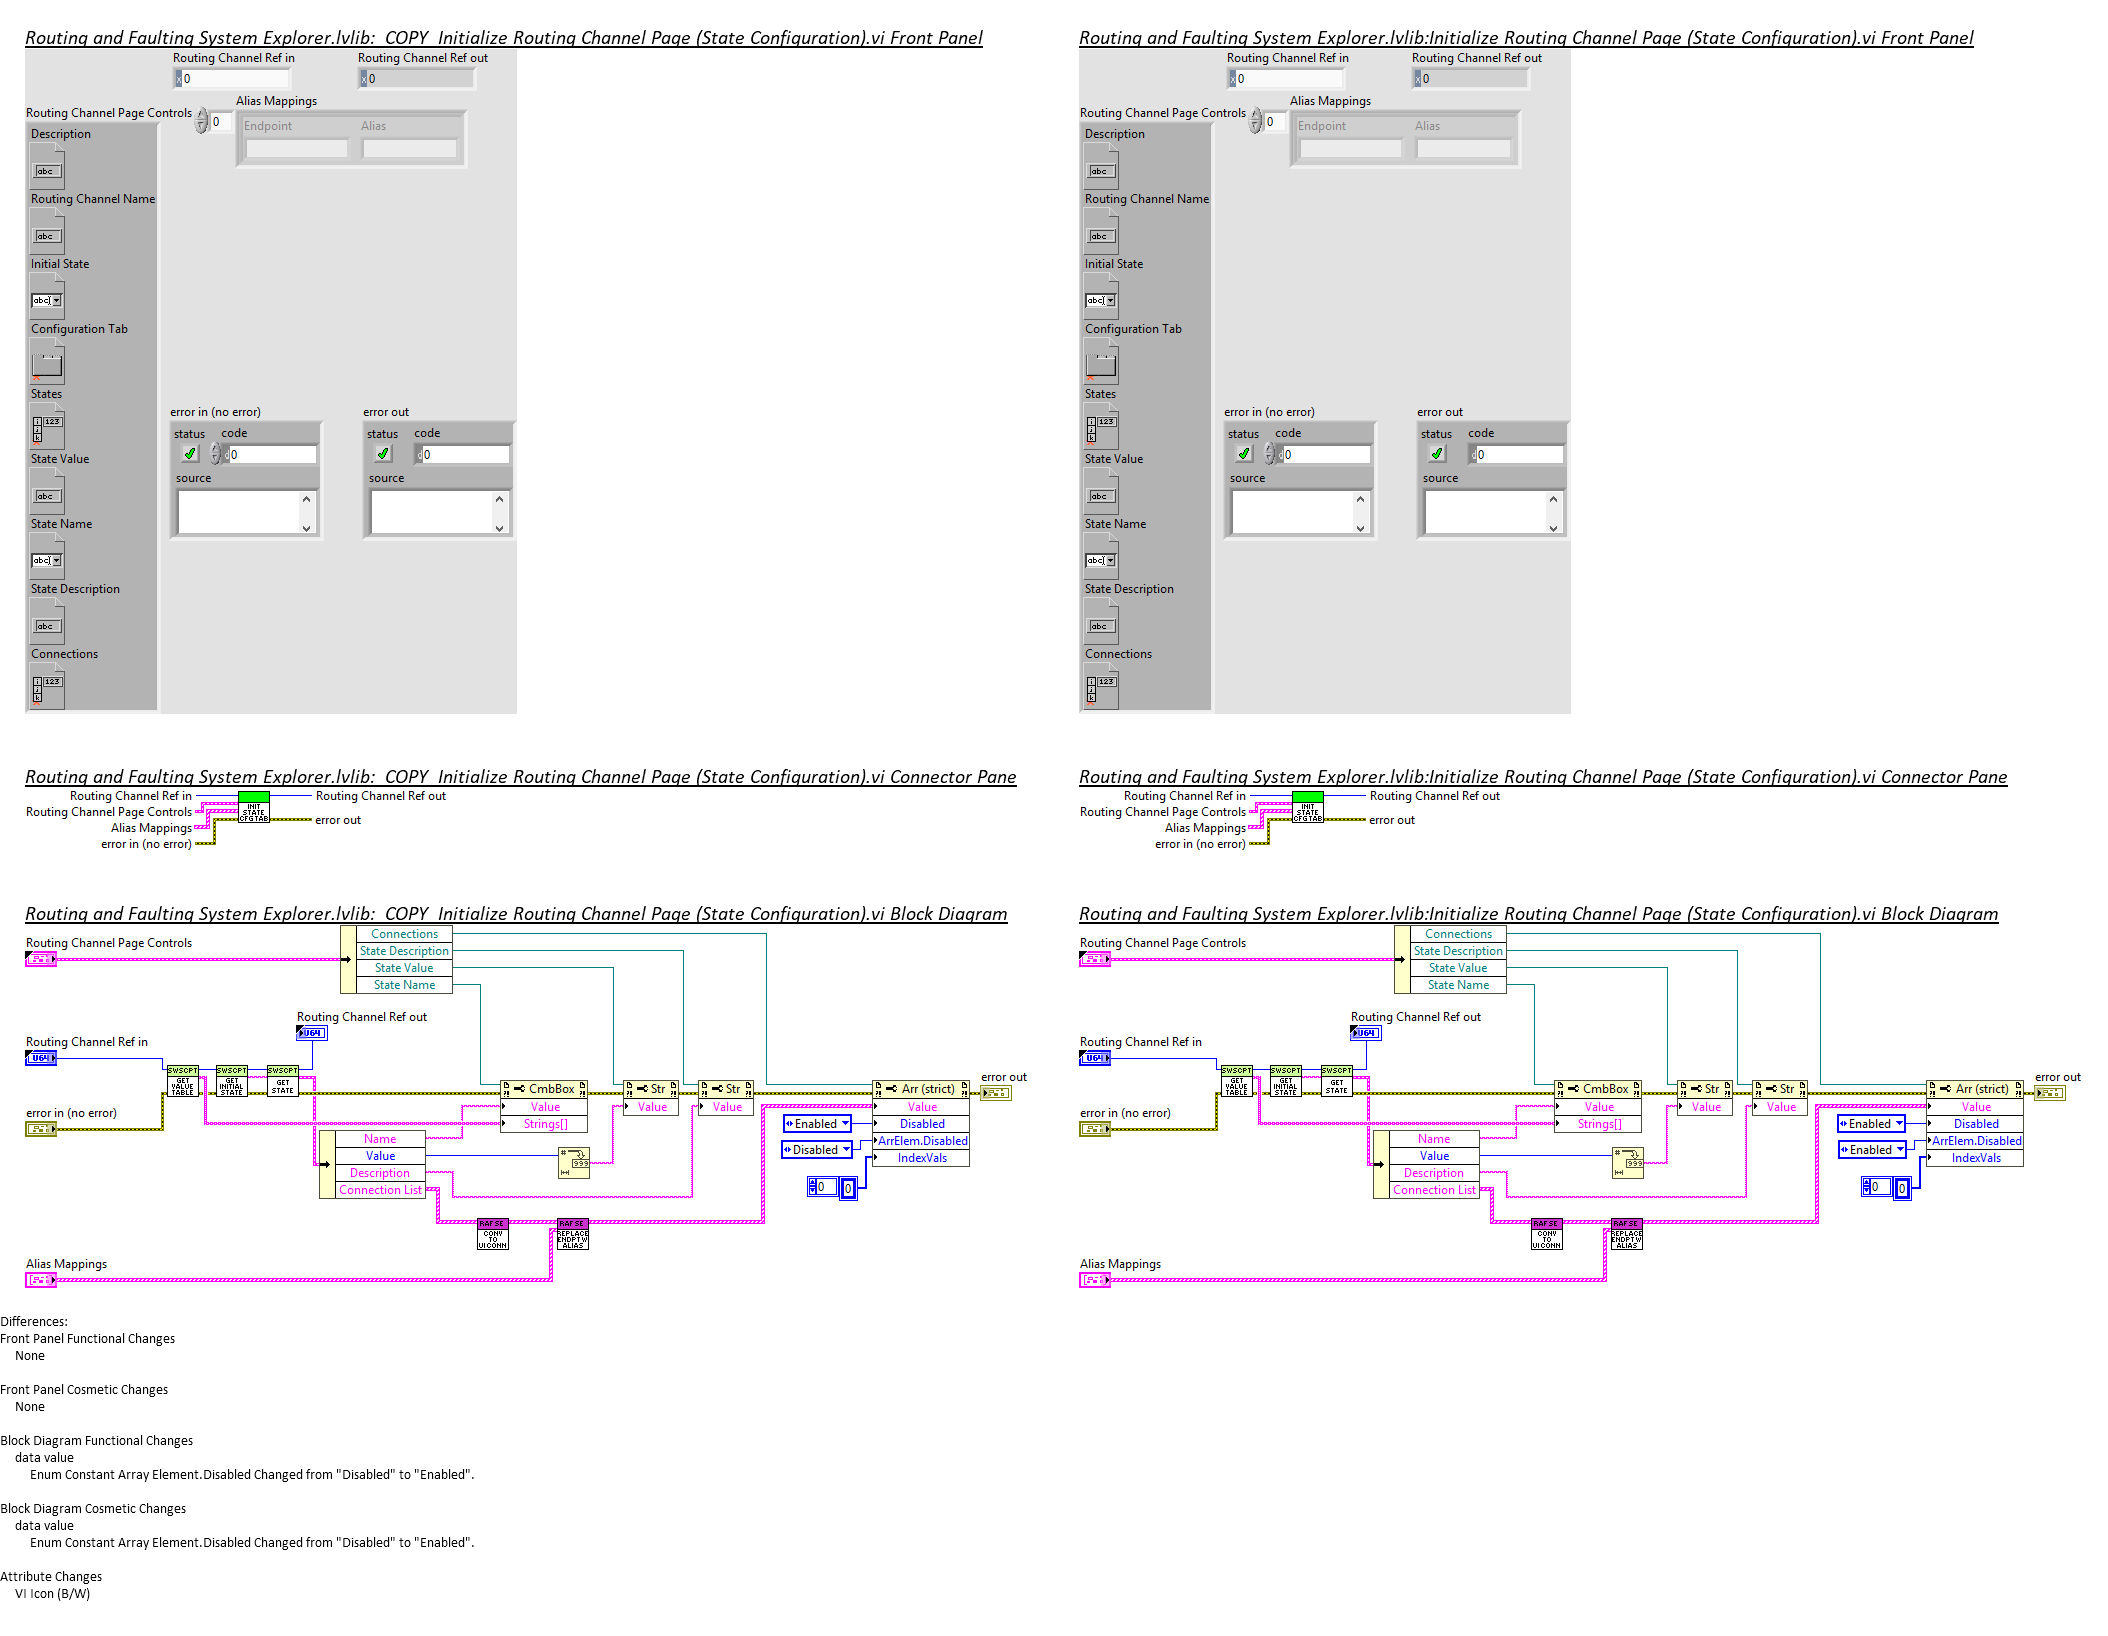 Routing and Faulting System Explorer.lvlib:  COPY  Initialize Routing Channel Page (State Configuration).vi Front Panel
Routing Channel Ref in
Routing Channel Ref out
x 0
x 0
Alias Mappings
Routing Channel Page Controls
0
Endpoint
Alias
Description
abc
Routing Channel Name
abc
Initial State
abc
Configuration Tab
States
123
State Value
abc
State Name
abc
State Description
abc
Connections
123
error in (no error)
error out
status
code
status
code
d 0
d 0
source
source
Routing and Faulting System Explorer.lvlib:Initialize Routing Channel Page (State Configuration).vi Front Panel
Routing Channel Ref in
Routing Channel Ref out
x 0
x 0
Alias Mappings
Routing Channel Page Controls
0
Endpoint
Alias
Description
abc
Routing Channel Name
abc
Initial State
abc
Configuration Tab
States
123
State Value
abc
State Name
abc
State Description
abc
Connections
123
error in (no error)
error out
status
code
status
code
d 0
d 0
source
source
Routing and Faulting System Explorer.lvlib:  COPY  Initialize Routing Channel Page (State Configuration).vi Connector Pane
Routing Channel Ref in
Routing Channel Page Controls
Alias Mappings
error in (no error)
INIT
STATE
CFG TAB
Routing Channel Ref out
error out
Routing and Faulting System Explorer.lvlib:Initialize Routing Channel Page (State Configuration).vi Connector Pane
Routing Channel Ref in
Routing Channel Page Controls
Alias Mappings
error in (no error)
INIT
STATE
CFG TAB
Routing Channel Ref out
error out
Routing and Faulting System Explorer.lvlib:  COPY  Initialize Routing Channel Page (State Configuration).vi Block Diagram
Routing Channel Page Controls
Connections
State Description
State Value
State Name
Routing Channel Ref out
U64
Routing Channel Ref in
U64
SWSCPT
GET
VALUE
TABLE
SWSCPT
GET
INITIAL
STATE
SWSCPT
GET
STATE
error in (no error)
CmbBox
Value
Strings[]
Str
Value
Str
Value
Arr (strict)
Value
Disabled
ArrElem.Disabled
IndexVals
error out
Enabled
Disabled
0
0
Name
Value
Description
Connection List
999
RAF SE
CONV
TO
UI CONN
RAF SE
REPLACE
ENDPT W
ALIAS
Alias Mappings
Routing and Faulting System Explorer.lvlib:Initialize Routing Channel Page (State Configuration).vi Block Diagram
Routing Channel Page Controls
Connections
State Description
State Value
State Name
Routing Channel Ref out
U64
Routing Channel Ref in
U64
SWSCPT
GET
VALUE
TABLE
SWSCPT
GET
INITIAL
STATE
SWSCPT
GET
STATE
error in (no error)
CmbBox
Value
Strings[]
Str
Value
Str
Value
Arr (strict)
Value
Disabled
ArrElem.Disabled
IndexVals
error out
Enabled
Enabled
0
0
Name
Value
Description
Connection List
999
RAF SE
CONV
TO
UI CONN
RAF SE
REPLACE
ENDPT W
ALIAS
Alias Mappings
Differences:
Front Panel Functional Changes
None
Front Panel Cosmetic Changes
None
Block Diagram Functional Changes
data value
Enum Constant Array Element.Disabled Changed from "Disabled" to "Enabled".
Block Diagram Cosmetic Changes
data value
Enum Constant Array Element.Disabled Changed from "Disabled" to "Enabled".
Attribute Changes
VI Icon (B/W)